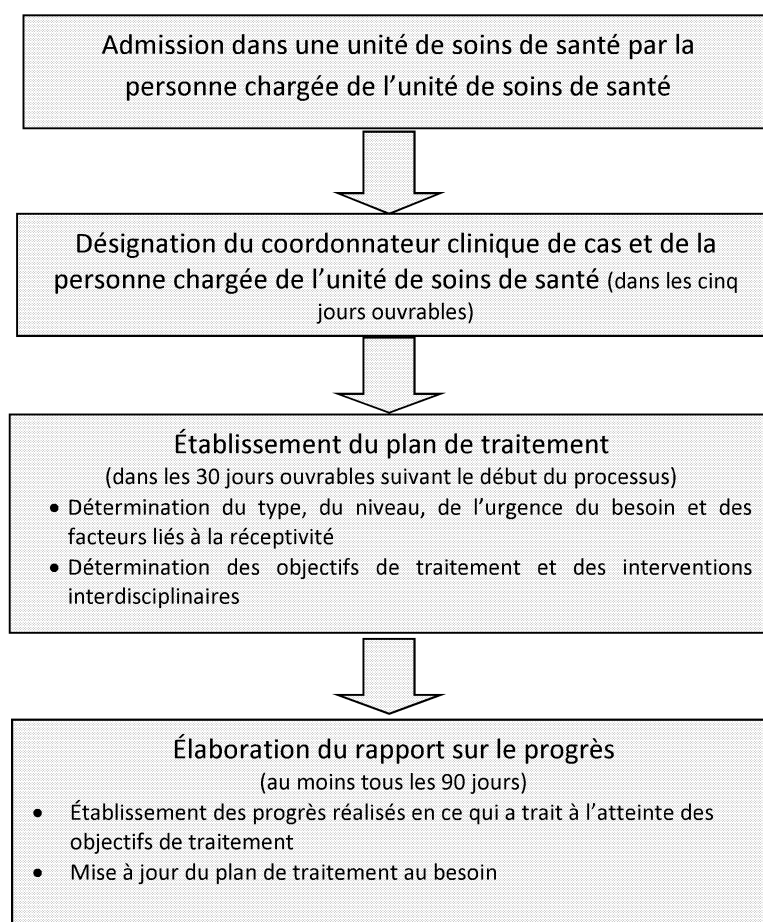 Admission dans une unité de soins de santé par la
personne chargée de l’unité de soins de santé
Désignation du coordonnateur clinique de cas et de la
personne chargée de l’unité de soins de santé (dans les cinq
jours ouvrables)
Établissement du plan de traitement
(dans les 30 jours ouvrables suivant le début du processus)
• Détermination du type, du niveau, de l’urgence du besoin et des
facteurs liés à la réceptivité
• Détermination des objectifs de traitement et des interventions
interdisciplinaires
Élaboration du rapport sur le progrès
(au moins tous les 90 jours)
• Établissement des progrès réalisés en ce qui a trait à l’atteinte des
objectifs de traitement
• Mise à jour du plan de traitement au besoin